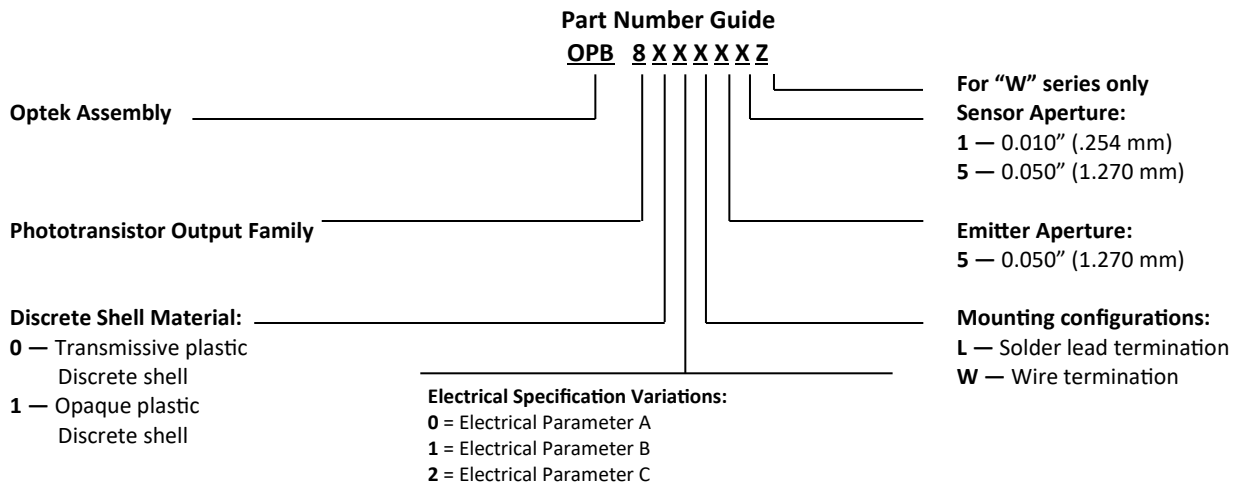 Part Number Guide
OPB 8 X X X X X Z
Optek Assembly
Phototransistor Output Family
Discrete Shell Material:
0 — Transmissive plastic
Discrete shell
1 — Opaque plastic
Discrete shell
Electrical Specification Variations:
0 = Electrical Parameter A
1 = Electrical Parameter B
2 = Electrical Parameter C
For “W” series only
Sensor Aperture:
1 — 0.010” (.254 mm)
5 — 0.050” (1.270 mm)
Emitter Aperture:
5 — 0.050” (1.270 mm)
Mounting configurations:
L — Solder lead termination
W — Wire termination